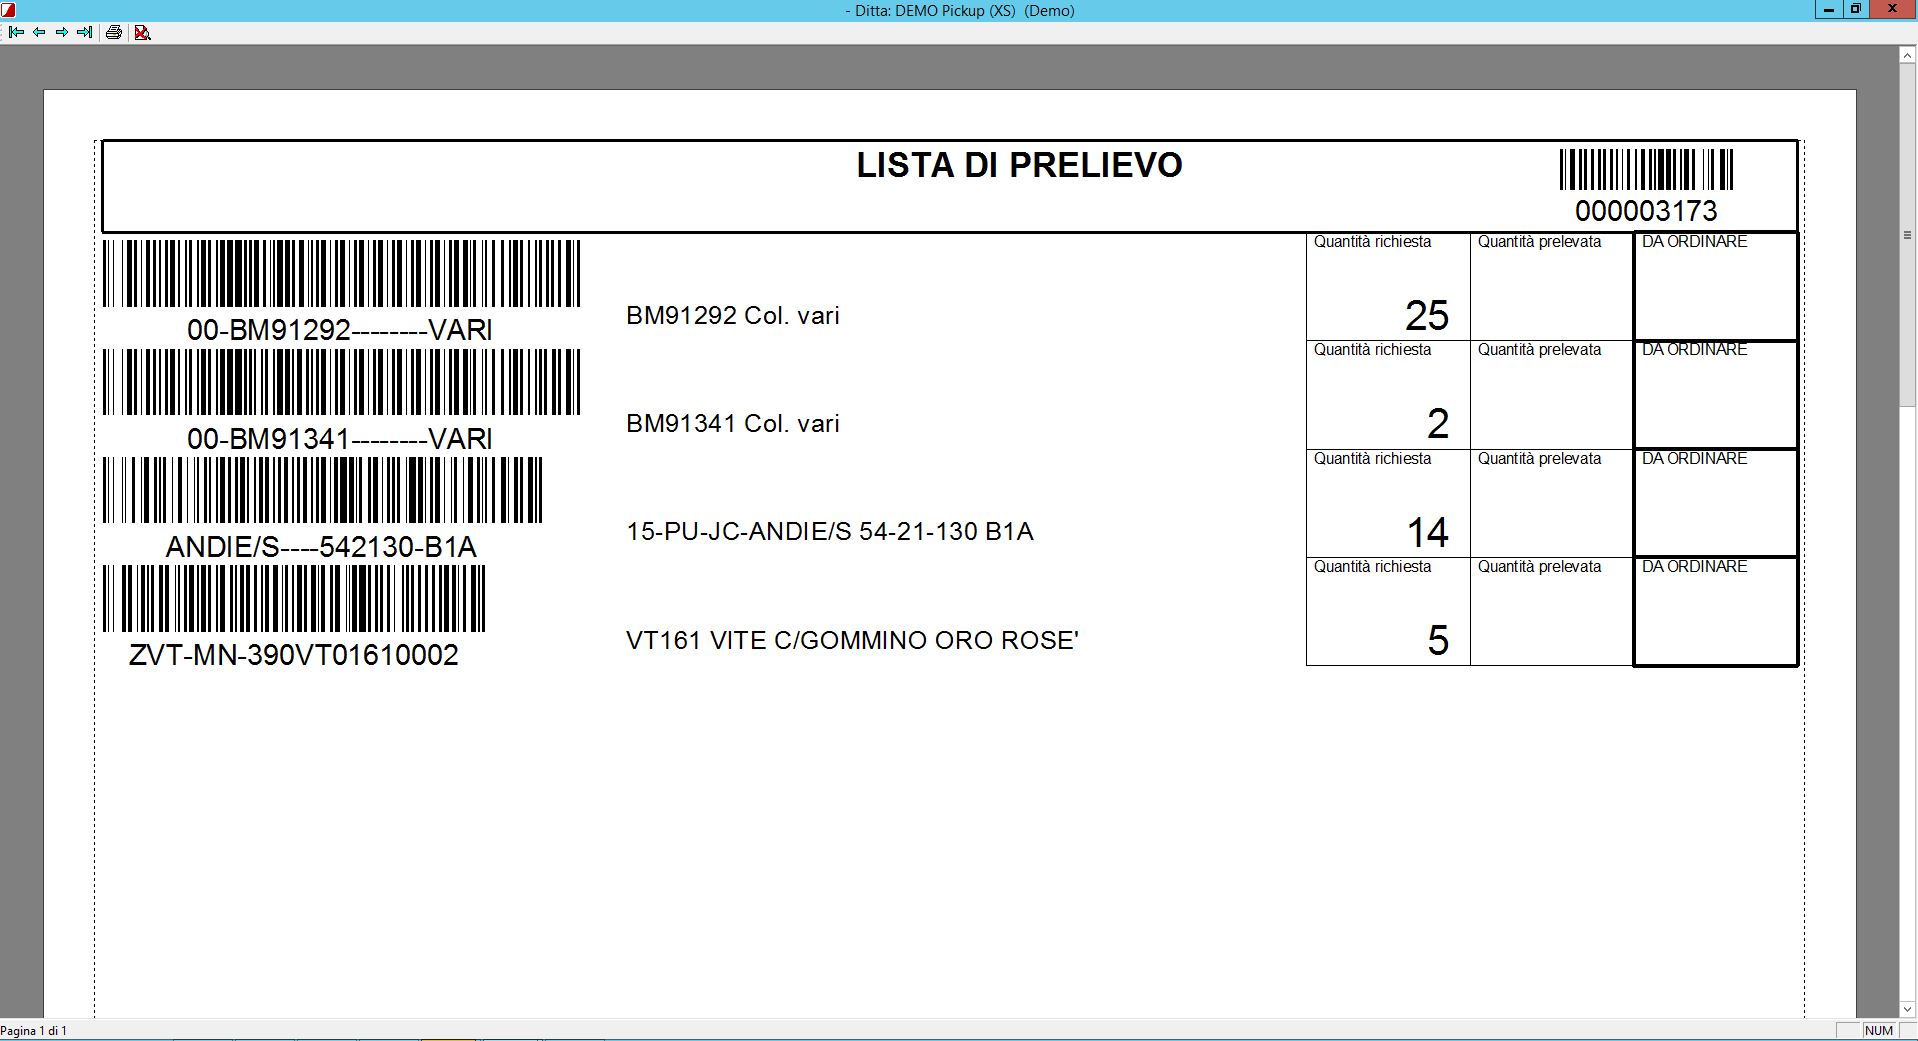 - Ditta: DEMO Pickup (XS)  (Demo)
LISTA DI PRELIEVO
000003173
00-BM91292--------VARI
BM91292 Col. vari
Quantità richiesta
25
Quantità prelevata
DA ORDINARE
00-BM91341--------VARI
BM91341 Col. vari
Quantità richiesta
2
Quantità prelevata
DA ORDINARE
ANDIE/S----542130-B1A
15-PU-JC-ANDIE/S 54-21-130 B1A
Quantità richiesta
14
Quantità prelevata
DA ORDINARE
ZVT-MN-390VT01610002
VT161 VITE C/GOMMINO ORO ROSE'
Quantità richiesta
5
Quantità prelevata
DA ORDINARE
Pagina 1 di 1
NUM